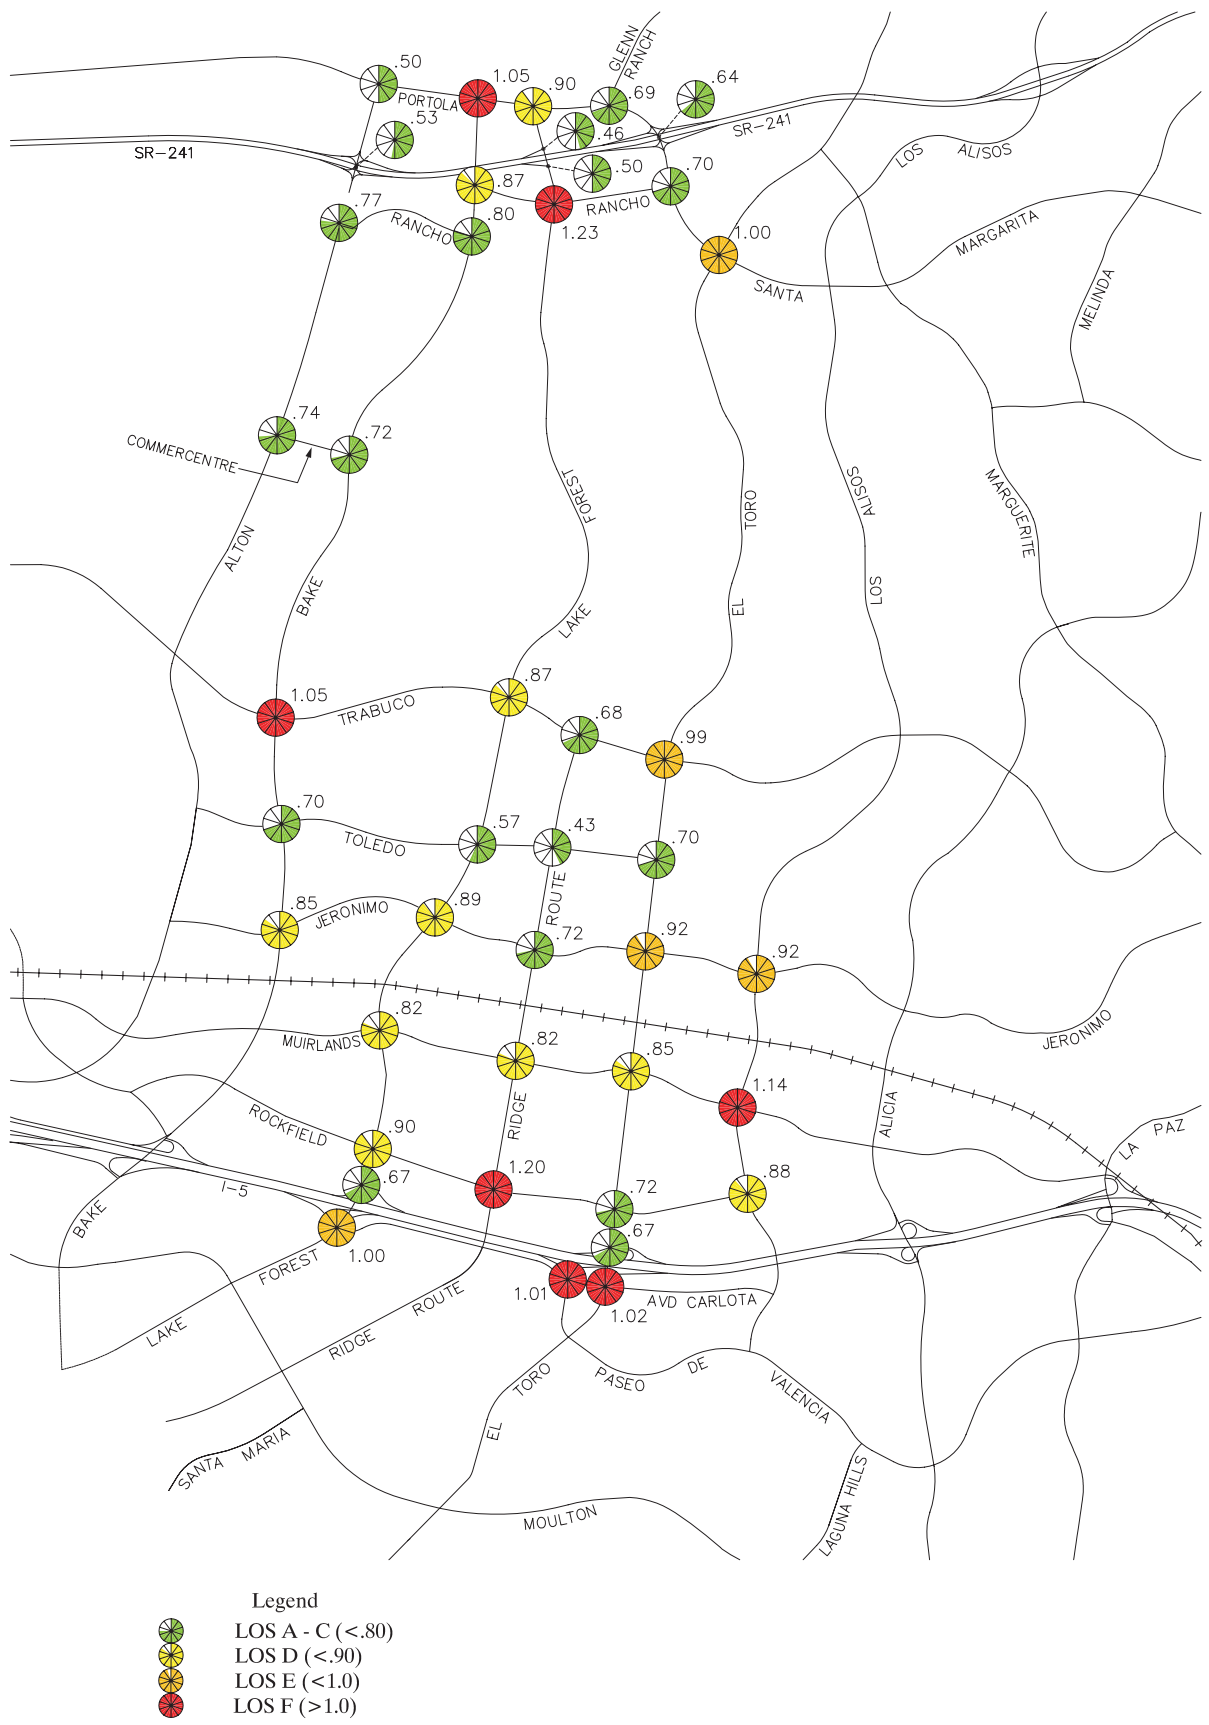 GLENN
RANCH
.50
1.05
.90
.69
.64
PORTOLA
.53
.46
SR-241
SR-241
LOS
ALISOS
.87
.50
.70
.77
RANCHO
.80
RANCHO
1.23
1.00
MARGARITA
SANTA
MELINDA
.74
.72
COMMERCENTRE
FOREST
TORO
ALISOS
MARGUERITE
ALTON
BAKE
LAKE
EL
LOS
1.05
TRABUCO
.87
.68
.99
.70
TOLEDO
.57
.43
.70
ROUTE
.85
JERONIMO
.89
.72
.92
.92
MUIRLANDS
.82
.82
.85
JERONIMO
1.14
ROCKFIELD
RIDGE
ALICIA
LA
PAZ
.90
1.20
.88
I-5
.67
.72
BAKE
.67
1.00
FOREST
1.01
1.02
AVD CARLOTA
LAKE
RIDGE
ROUTE
EL
TORO
PASEO
DE
VALENCIA
SANTA
MARIA
LAGUNA HILLS
MOULTON
Legend
LOS A - C (<.80)
LOS D (<.90)
LOS E (<1.0)
LOS F (>1.0)